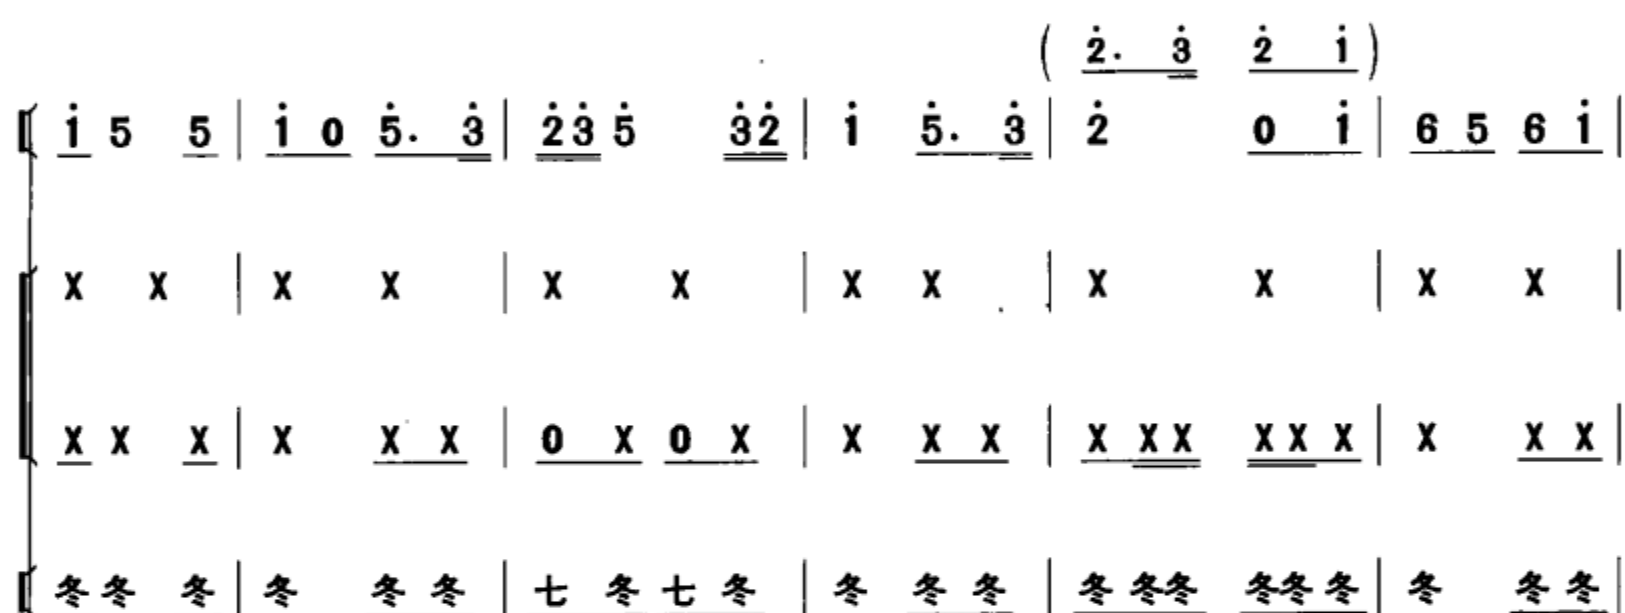 ( 2̇. 3̇ 2̇ 1̇ )
1̇ 5 5 | 1̇ 0 5̇. 3̇ | 2̇ 3̇ 5̇ 3̇ 2̇ | 1̇ 5̇. 3̇ | 2̇ 0 1̇ | 6 5 6 1̇ |
X X | X X | X X | X X | X X | X X |
X X X | X X X | 0 X 0 X | X X X | X X X X X X | X X X |
冬 冬 冬 | 冬 冬 冬 | 七 冬 七 冬 | 冬 冬 冬 | 冬 冬冬 冬冬 冬 | 冬 冬 冬 |